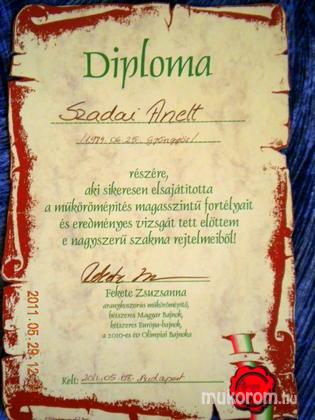 Diploma
Szadai Anett
/1979.06.25. Gyöngyös/
részére,
aki sikeresen elsajátította
a műkörömépítés magasszintű fortélyait
és eredményes vizsgát tett előttem
e nagyszerű szakma rejtelmeiből!
Fekete Zsuzsanna
aranykoszorús műkörömépítő,
hétszeres Magyar Bajnok,
kétszeres Európa-bajnok,
a 2010-es év Olimpiai Bajnoka
Kelt: 2011.05.08. Budapest
2011.05.29. 12
mukorom.hu